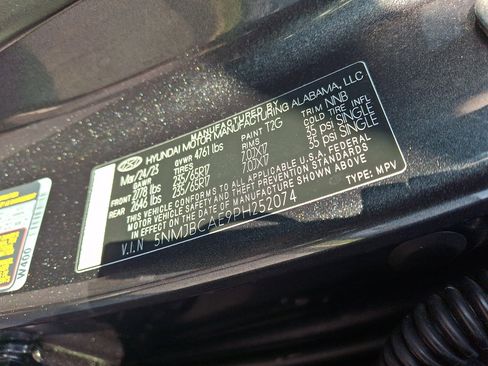 MANUFACTURED BY
HYUNDAI MOTOR MANUFACTURING ALABAMA, LLC
Mar/24/23 GVWR 4761 lbs PAINT T2G TRIM NNB
GAWR TIRES RIMS COLD TIRE INFL
FRONT 2778 lbs 235/65R17 7.0JX17 35 PSI SINGLE
REAR 2646 lbs 235/65R17 7.0JX17 35 PSI SINGLE
THIS VEHICLE CONFORMS TO ALL APPLICABLE U.S.A. FEDERAL
MOTOR VEHICLE SAFETY AND THEFT PREVENTION STANDARDS
IN EFFECT ON THE DATE OF MANUFACTURE SHOWN ABOVE.
V.I.N 5NMJBCAE9PH252074 TYPE: MPV
W400